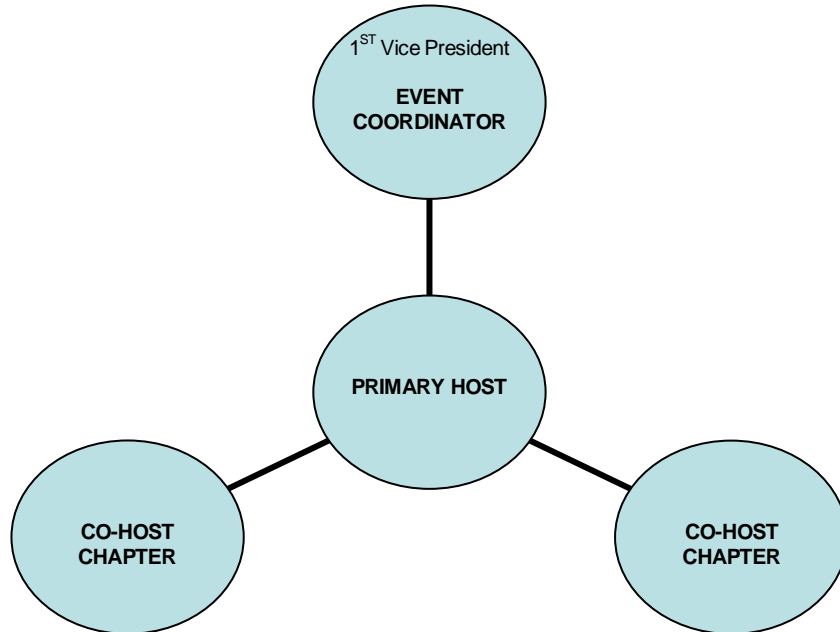 1ST Vice President
EVENT
COORDINATOR
PRIMARY HOST
CO-HOST
CHAPTER
CO-HOST
CHAPTER